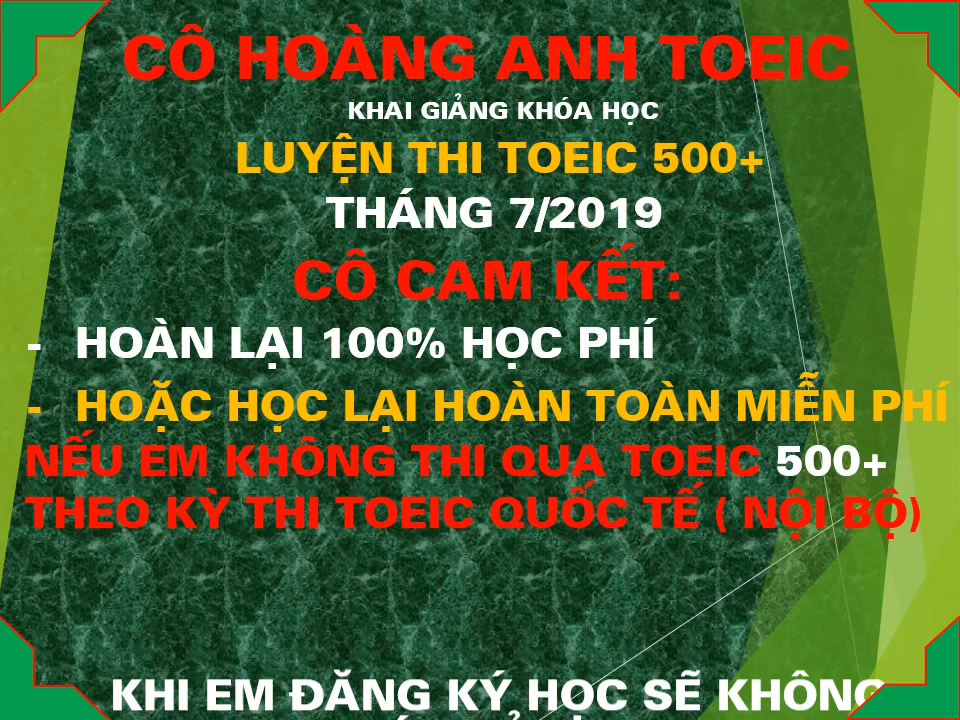 CÔ HOÀNG ANH TOEIC
KHAI GIẢNG KHÓA HỌC
LUYỆN THI TOEIC 500+
THÁNG 7/2019
CÔ CAM KẾT:
- HOÀN LẠI 100% HỌC PHÍ
- HOẶC HỌC LẠI HOÀN TOÀN MIỄN PHÍ
NẾU EM KHÔNG THI QUA TOEIC 500+
THEO KỲ THI TOEIC QUỐC TẾ ( NỘI BỘ)
KHI EM ĐĂNG KÝ HỌC SẼ KHÔNG